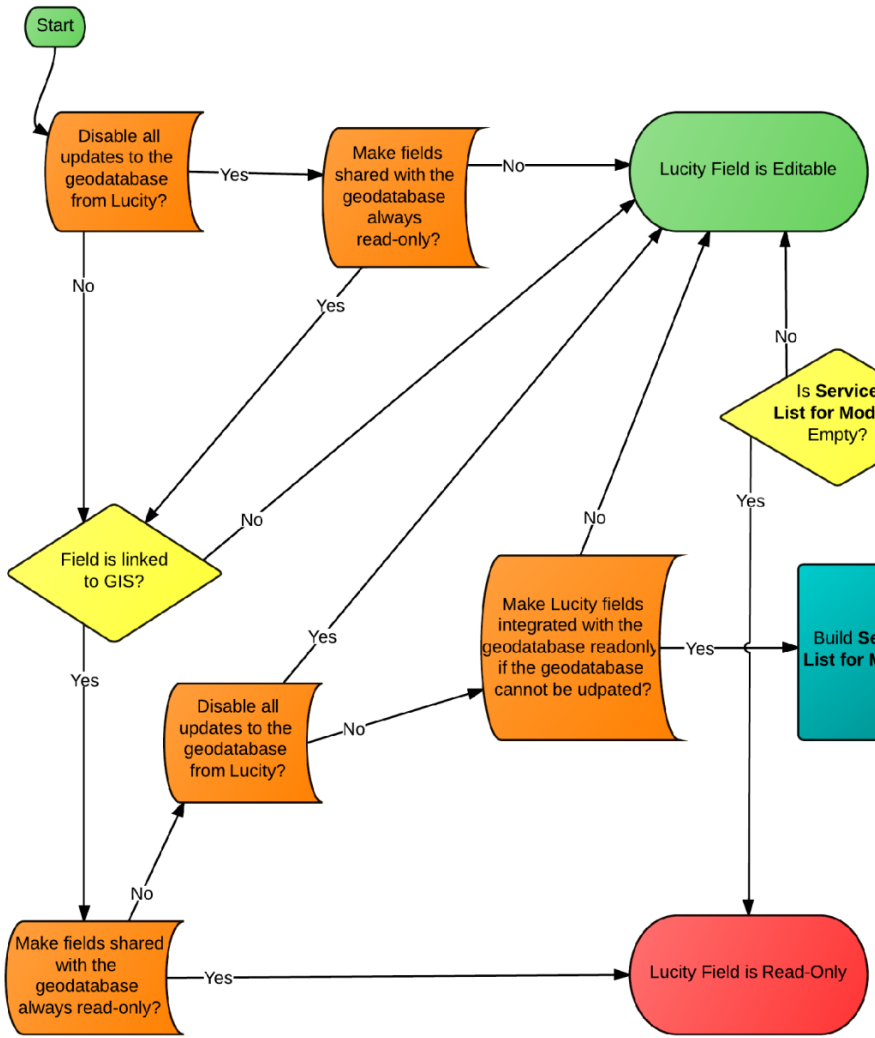 Start
Disable all
updates to the
geodatabase
from Lucity?
Yes
Make fields
shared with the
geodatabase
always
read-only?
No
Lucity Field is Editable
No
Yes
No
Is Service
List for Mod
Empty?
Yes
No
Field is linked
to GIS?
No
Make Lucity fields
integrated with the
geodatabase readonly
if the geodatabase
cannot be udpated?
Yes
Build Se
List for M
Yes
Yes
Disable all
updates to the
geodatabase
from Lucity?
No
No
Make fields shared
with the
geodatabase
always read-only?
Yes
Lucity Field is Read-Only